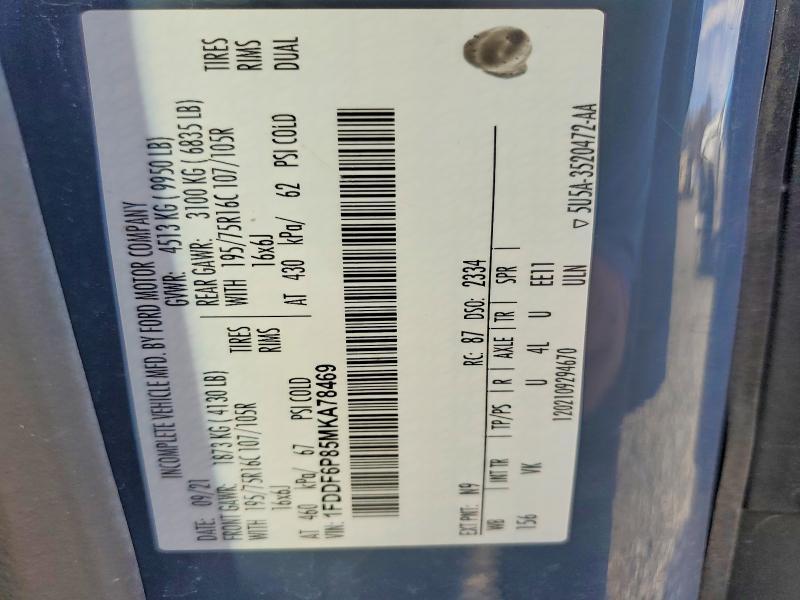 INCOMPLETE VEHICLE MFD. BY FORD MOTOR COMPANY
DATE: 09/21 GVWR: 4513 KG ( 9950 LB)
FRONT GAWR: 1873 KG ( 4130 LB) REAR GAWR: 3100 KG ( 6835 LB)
WITH 195/75R16C 107/105R TIRES WITH 195/75R16C 107/105R TIRES
16x6J RIMS 16x6J RIMS
AT 460 kPa/ 67 PSI COLD AT 430 kPa/ 62 PSI COLD DUAL
VIN: 1FDDF6P85MKA78469
EXT PNT: N9 RC: 87 DSO: 2334
WB INT TR TP/PS R AXLE TR SPR
156 VK U 4L U EE11
1202109294670 ULN
▽ 5U5A-3520472-AA